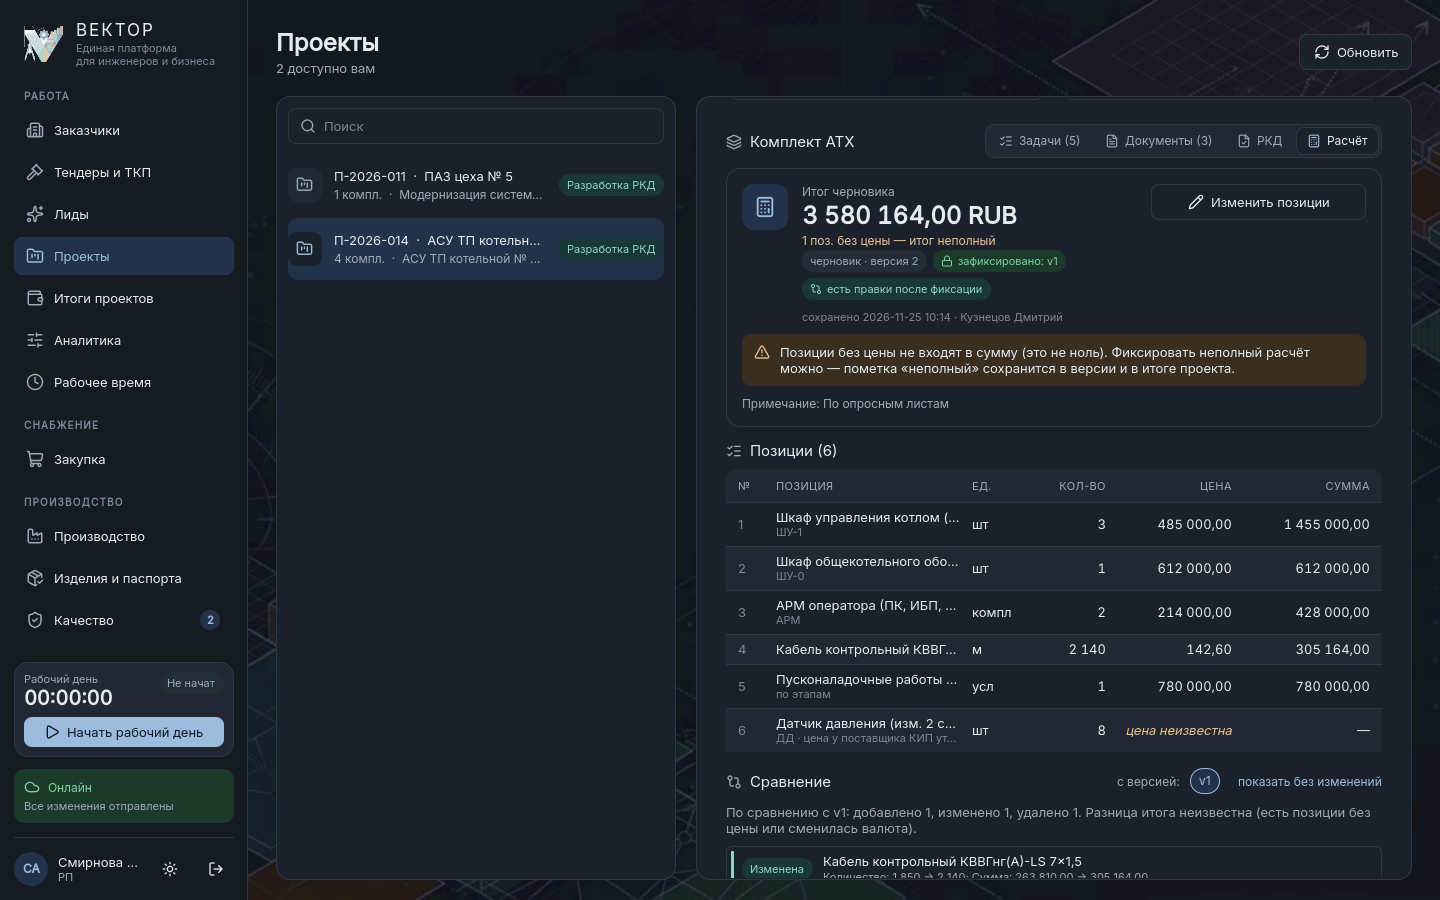 ВЕКТОР
Единая платформа
для инженеров и бизнеса
РАБОТА
Заказчики
Тендеры и ТКП
Лиды
Проекты
Итоги проектов
Аналитика
Рабочее время
СНАБЖЕНИЕ
Закупка
ПРОИЗВОДСТВО
Производство
Изделия и паспорта
Качество 2
Рабочий день
00:00:00
Не начат
Начать рабочий день
Онлайн
Все изменения отправлены
СА
Смирнова ...
РП
Проекты
2 доступно вам
Обновить
Поиск
П-2026-011 · ПАЗ цеха № 5
1 компл. · Модернизация систем...
Разработка РКД
П-2026-014 · АСУ ТП котельн...
4 компл. · АСУ ТП котельной № ...
Разработка РКД
Комплект АТХ
Задачи (5)
Документы (3)
РКД
Расчёт
Итог черновика
3 580 164,00 RUB
1 поз. без цены — итог неполный
черновик · версия 2
зафиксировано: v1
есть правки после фиксации
сохранено 2026-11-25 10:14 · Кузнецов Дмитрий
Изменить позиции
Позиции без цены не входят в сумму (это не ноль). Фиксировать неполный расчёт
можно — пометка «неполный» сохранится в версии и в итоге проекта.
Примечание: По опросным листам
Позиции (6)
№ ПОЗИЦИЯ ЕД. КОЛ-ВО ЦЕНА СУММА
1 Шкаф управления котлом (... шт 3 485 000,00 1 455 000,00
ШУ-1
2 Шкаф общекотельного обо... шт 1 612 000,00 612 000,00
ШУ-0
3 АРМ оператора (ПК, ИБП, ... компл 2 214 000,00 428 000,00
АРМ
4 Кабель контрольный КВВГ... м 2 140 142,60 305 164,00
5 Пусконаладочные работы ... усл 1 780 000,00 780 000,00
по этапам
6 Датчик давления (изм. 2 с... шт 8 цена неизвестна —
ДД · цена у поставщика КИП ут...
Сравнение
с версией: v1 показать без изменений
По сравнению с v1: добавлено 1, изменено 1, удалено 1. Разница итога неизвестна (есть позиции без
цены или сменилась валюта).
Изменена
Кабель контрольный КВВГнг(А)-LS 7×1,5
Количество: 1 850 → 2 140; Сумма: 263 810,00 → 305 164,00